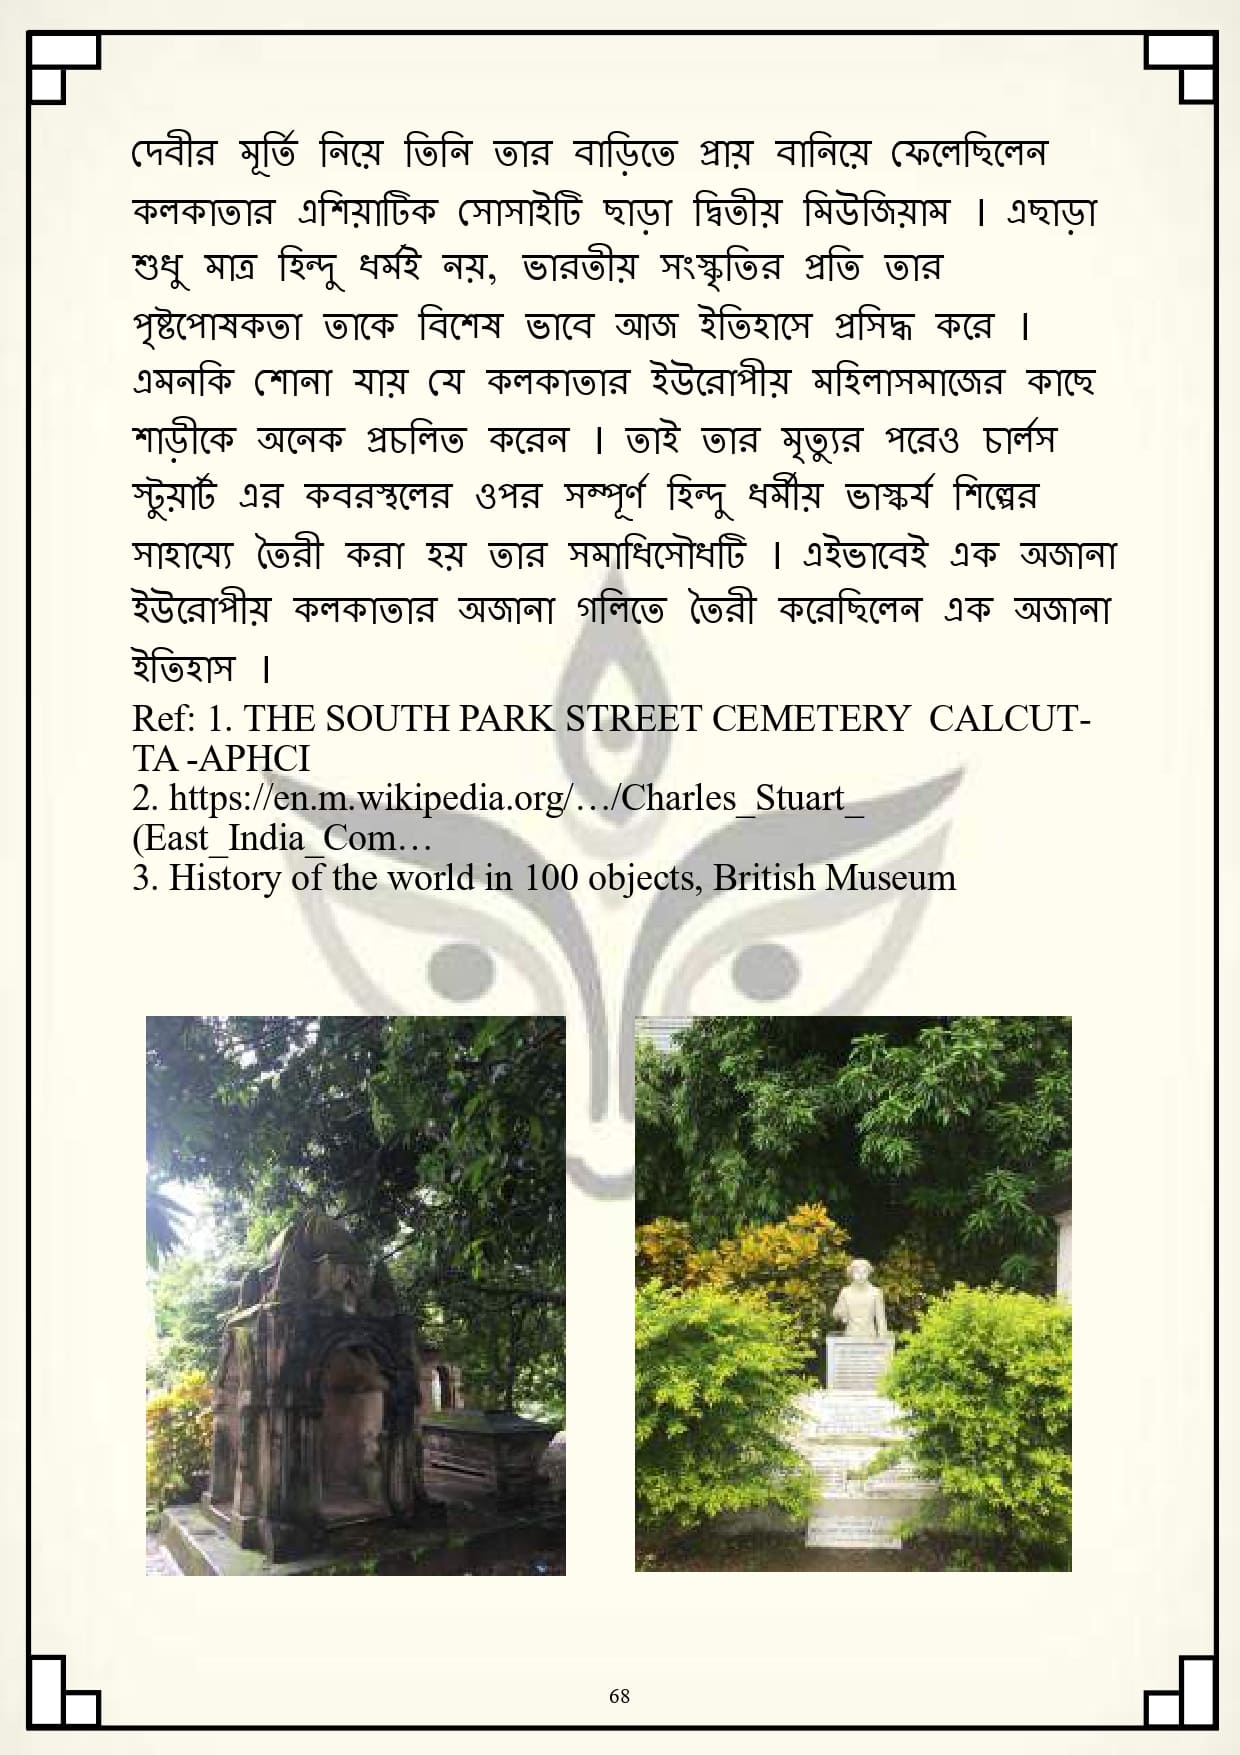 দেবীর মূর্তি নিয়ে তিনি তার বাড়িতে প্রায় বানিয়ে ফেলেছিলেন
কলকাতার এশিয়াটিক সোসাইটি ছাড়া দ্বিতীয় মিউজিয়াম । এছাড়া
শুধু মাত্র হিন্দু ধর্মই নয়, ভারতীয় সংস্কৃতির প্রতি তার
পৃষ্টপোষকতা তাকে বিশেষ ভাবে আজ ইতিহাসে প্রসিদ্ধ করে ।
এমনকি শোনা যায় যে কলকাতার ইউরোপীয় মহিলাসমাজের কাছে
শাড়ীকে অনেক প্রচলিত করেন । তাই তার মৃত্যুর পরেও চার্লস
স্টুয়ার্ট এর কবরস্থলের ওপর সম্পূর্ণ হিন্দু ধর্মীয় ভাস্কর্য শিল্পের
সাহায্যে তৈরী করা হয় তার সমাধিসৌধটি । এইভাবেই এক অজানা
ইউরোপীয় কলকাতার অজানা গলিতে তৈরী করেছিলেন এক অজানা
ইতিহাস ।
Ref: 1. THE SOUTH PARK STREET CEMETERY CALCUT-
TA -APHCI
2. https://en.m.wikipedia.org/…/Charles_Stuart_
(East_India_Com…
3. History of the world in 100 objects, British Museum
68